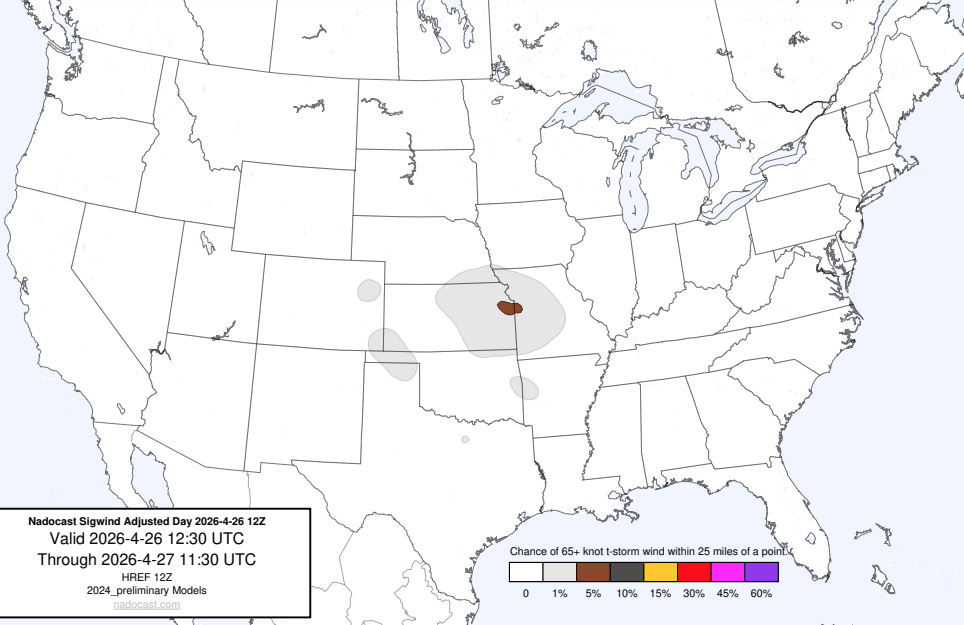 Nadocast Sigwind Adjusted Day 2026-4-26 12Z
Valid 2026-4-26 12:30 UTC
Through 2026-4-27 11:30 UTC
HREF 12Z
2024_preliminary Models
nadocast.com
Chance of 65+ knot t-storm wind within 25 miles of a point.
0 1% 5% 10% 15% 30% 45% 60%